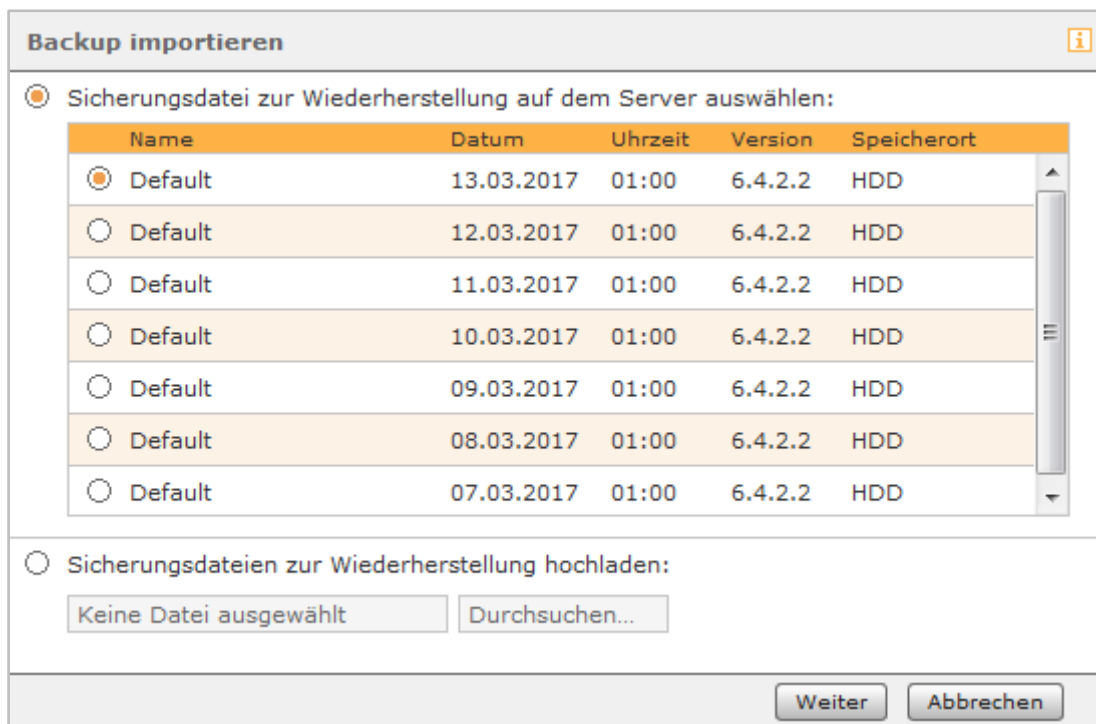 Backup importieren
Sicherungsdatei zur Wiederherstellung auf dem Server auswählen:
Name Datum Uhrzeit Version Speicherort
Default 13.03.2017 01:00 6.4.2.2 HDD
Default 12.03.2017 01:00 6.4.2.2 HDD
Default 11.03.2017 01:00 6.4.2.2 HDD
Default 10.03.2017 01:00 6.4.2.2 HDD
Default 09.03.2017 01:00 6.4.2.2 HDD
Default 08.03.2017 01:00 6.4.2.2 HDD
Default 07.03.2017 01:00 6.4.2.2 HDD
Sicherungsdateien zur Wiederherstellung hochladen:
Keine Datei ausgewählt Durchsuchen...
Weiter Abbrechen